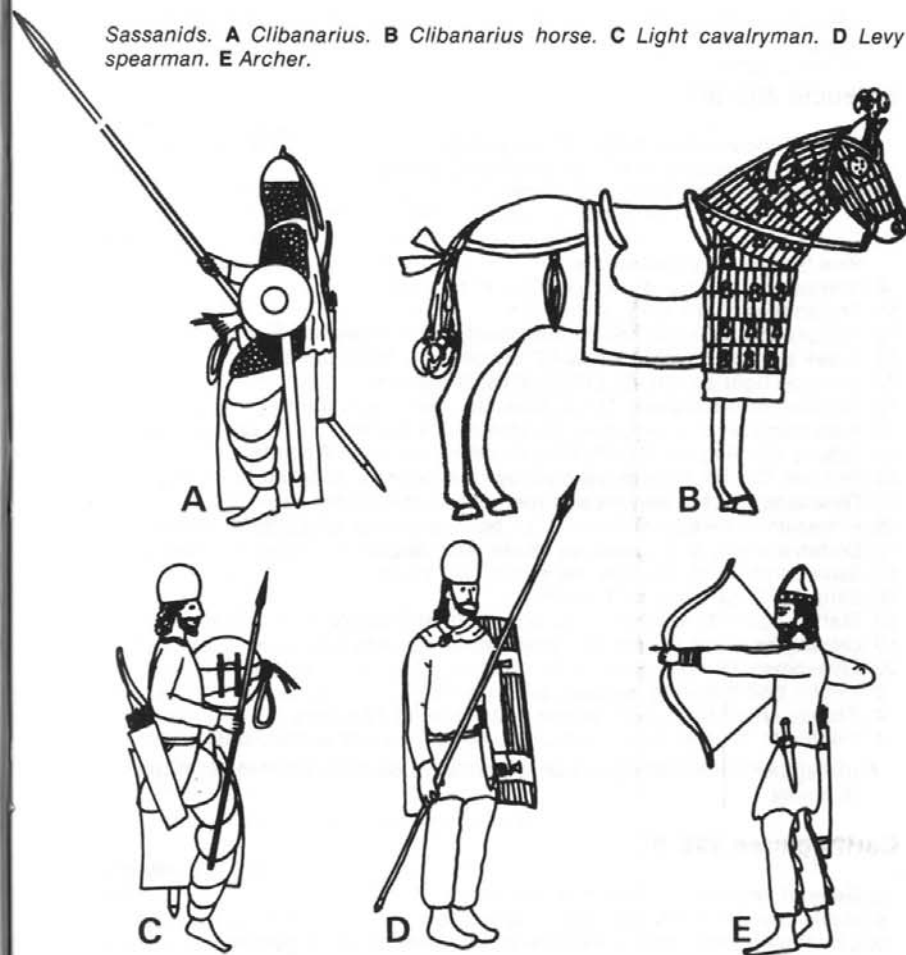 Sassanids. A Clibanarius. B Clibanarius horse. C Light cavalryman. D Levy
spearman. E Archer.
A
B
C
D
E